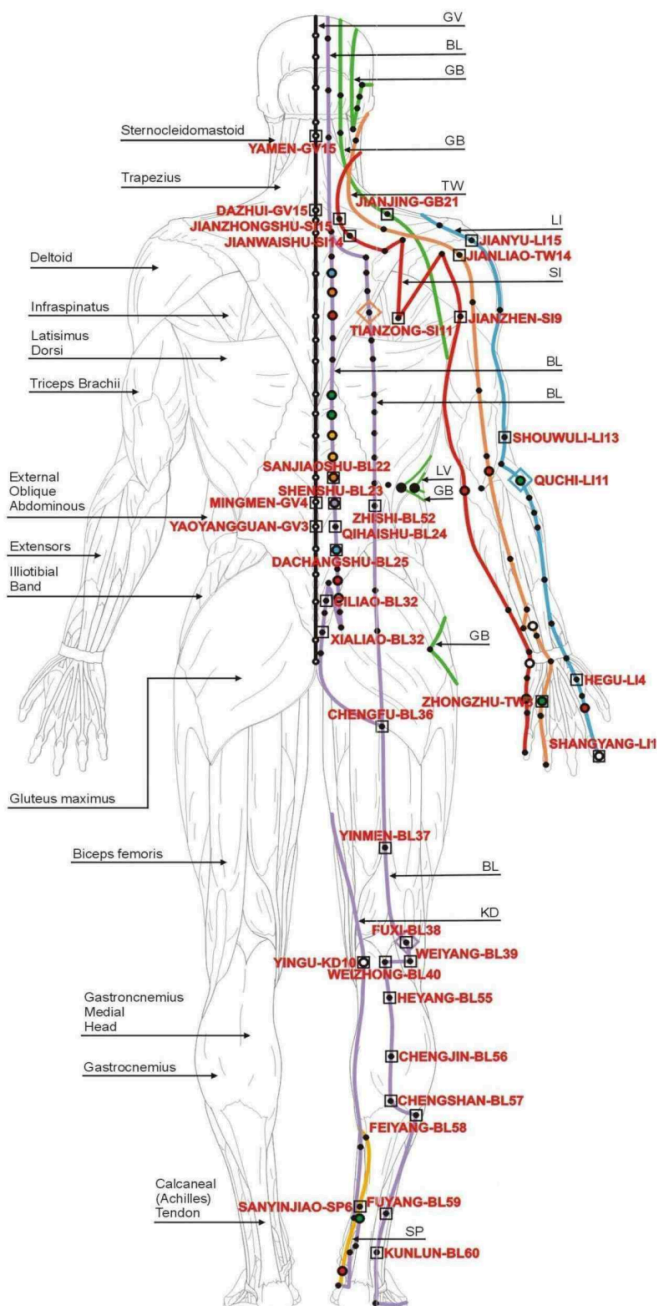 GV
BL
GB
Sternocleidomastoid
GB
YAMEN-GV15
Trapezius
TW
JIANJING-GB21
DAZHUI-GV15
LI
JIANZHONGSHU-SI15
JIANWAISHU-SI14
JIANYU-LI15
JIANLIAO-TW14
Deltoid
SI
Infraspinatus
TIANZONG-SI11
JIANZHEN-SI9
Latisimus
Dorsi
BL
Triceps Brachii
BL
SHOUWULI-LI13
SANJIAOSHU-BL22
LV
QUCHI-LI11
External
Oblique
Abdominous
SHENSHU-BL23
GB
MINGMEN-GV4
ZHISHI-BL52
YAOYANGGUAN-GV3
QIHAISHU-BL24
Extensors
DACHANGSHU-BL25
Illiotibial
Band
CILIAO-BL32
XIALIAO-BL32
GB
HEGU-LI4
ZHONGZHU-TW
CHENGFU-BL36
SHANGYANG-LI1
Gluteus maximus
YINMEN-BL37
Biceps femoris
BL
KD
FUXI-BL38
WEIYANG-BL39
YINGU-KD10
WEIZHONG-BL40
HEYANG-BL55
Gastroncnemius
Medial
Head
CHENGJIN-BL56
Gastrocnemius
CHENGSHAN-BL57
FEIYANG-BL58
Calcaneal
(Achilles)
Tendon
SANYINJIAO-SP6
FUYANG-BL59
SP
KUNLUN-BL60